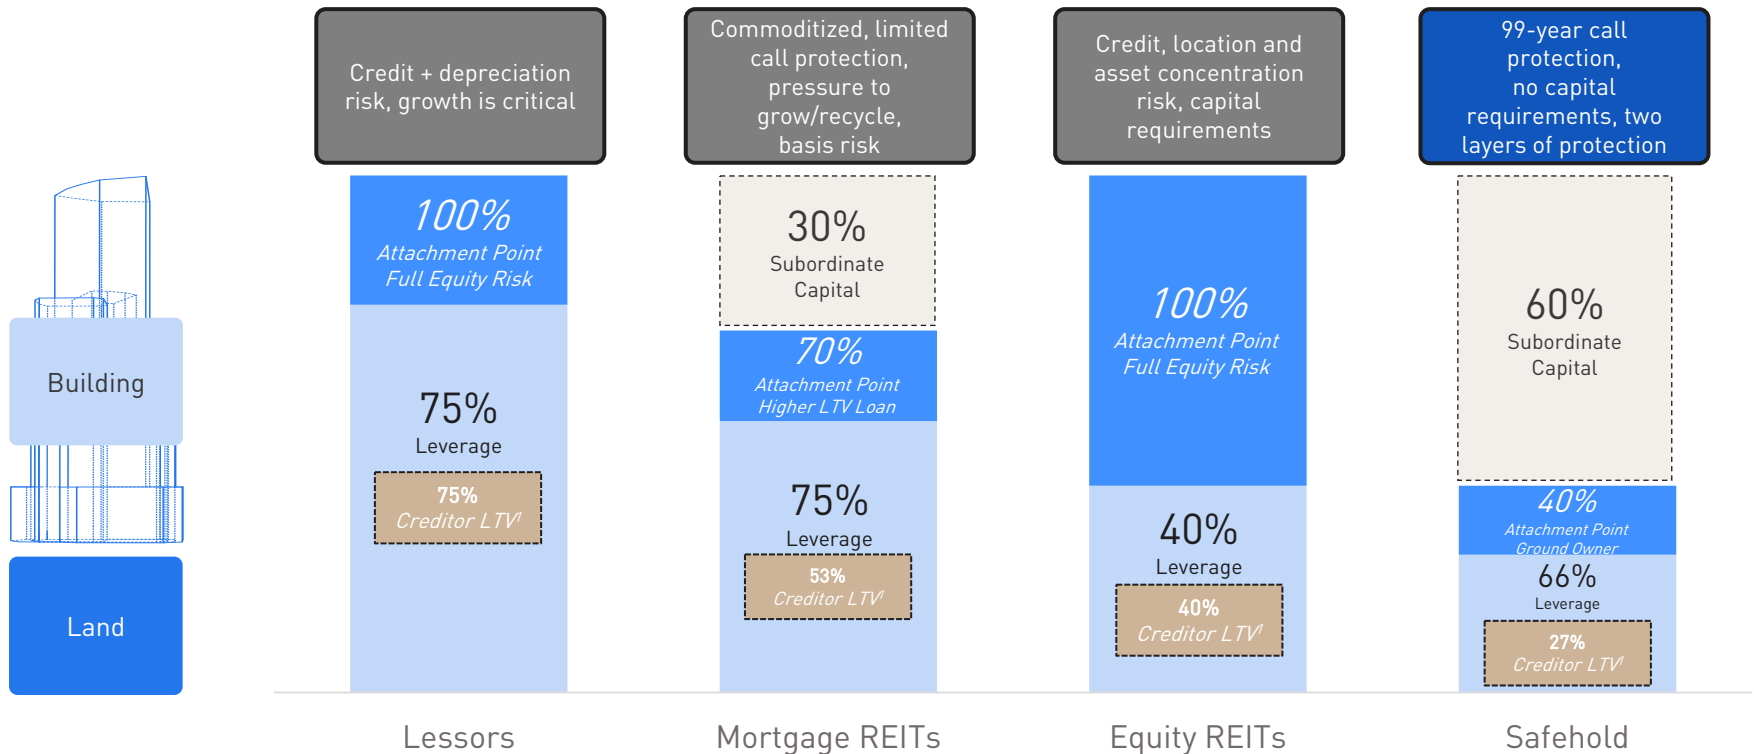 Credit + depreciation
risk, growth is critical
Commoditized, limited
call protection,
pressure to
grow/recycle,
basis risk
Credit, location and
asset concentration
risk, capital
requirements
99-year call
protection,
no capital
requirements, two
layers of protection
Building
Land
100%
Attachment Point
Full Equity Risk
75%
Leverage
75%
Creditor LTV¹
Lessors
30%
Subordinate
Capital
70%
Attachment Point
Higher LTV Loan
75%
Leverage
53%
Creditor LTV¹
Mortgage REITs
100%
Attachment Point
Full Equity Risk
40%
Leverage
40%
Creditor LTV¹
Equity REITs
60%
Subordinate
Capital
40%
Attachment Point
Ground Owner
66%
Leverage
27%
Creditor LTV¹
Safehold